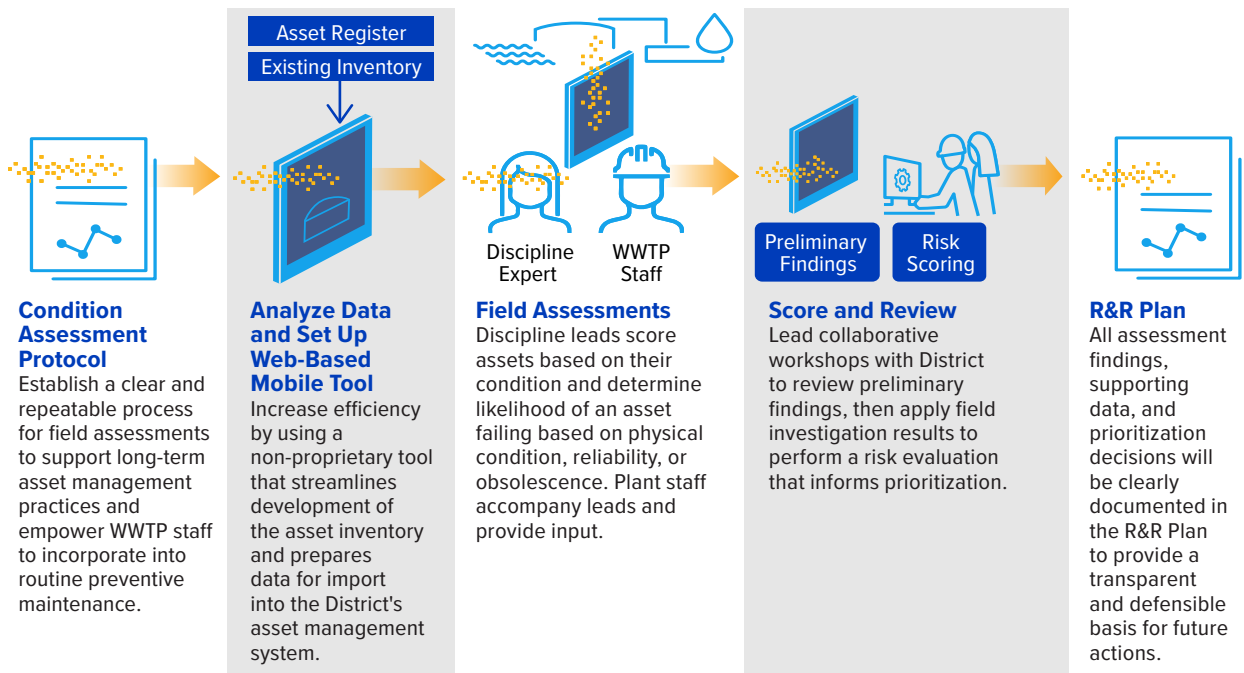 Asset Register
Existing Inventory
Discipline
Expert
WWTP
Staff
Preliminary
Findings
Risk
Scoring
Condition
Assessment
Protocol
Establish a clear and
repeatable process
for field assessments
to support long-term
asset management
practices and
empower WWTP staff
to incorporate into
routine preventive
maintenance.
Analyze Data
and Set Up
Web-Based
Mobile Tool
Increase efficiency
by using a
non-proprietary tool
that streamlines
development of
the asset inventory
and prepares
data for import
into the District's
asset management
system.
Field Assessments
Discipline leads score
assets based on their
condition and determine
likelihood of an asset
failing based on physical
condition, reliability, or
obsolescence. Plant staff
accompany leads and
provide input.
Score and Review
Lead collaborative
workshops with District
to review preliminary
findings, then apply field
investigation results to
perform a risk evaluation
that informs prioritization.
R&R Plan
All assessment
findings,
supporting
data, and
prioritization
decisions will
be clearly
documented in
the R&R Plan
to provide a
transparent
and defensible
basis for future
actions.